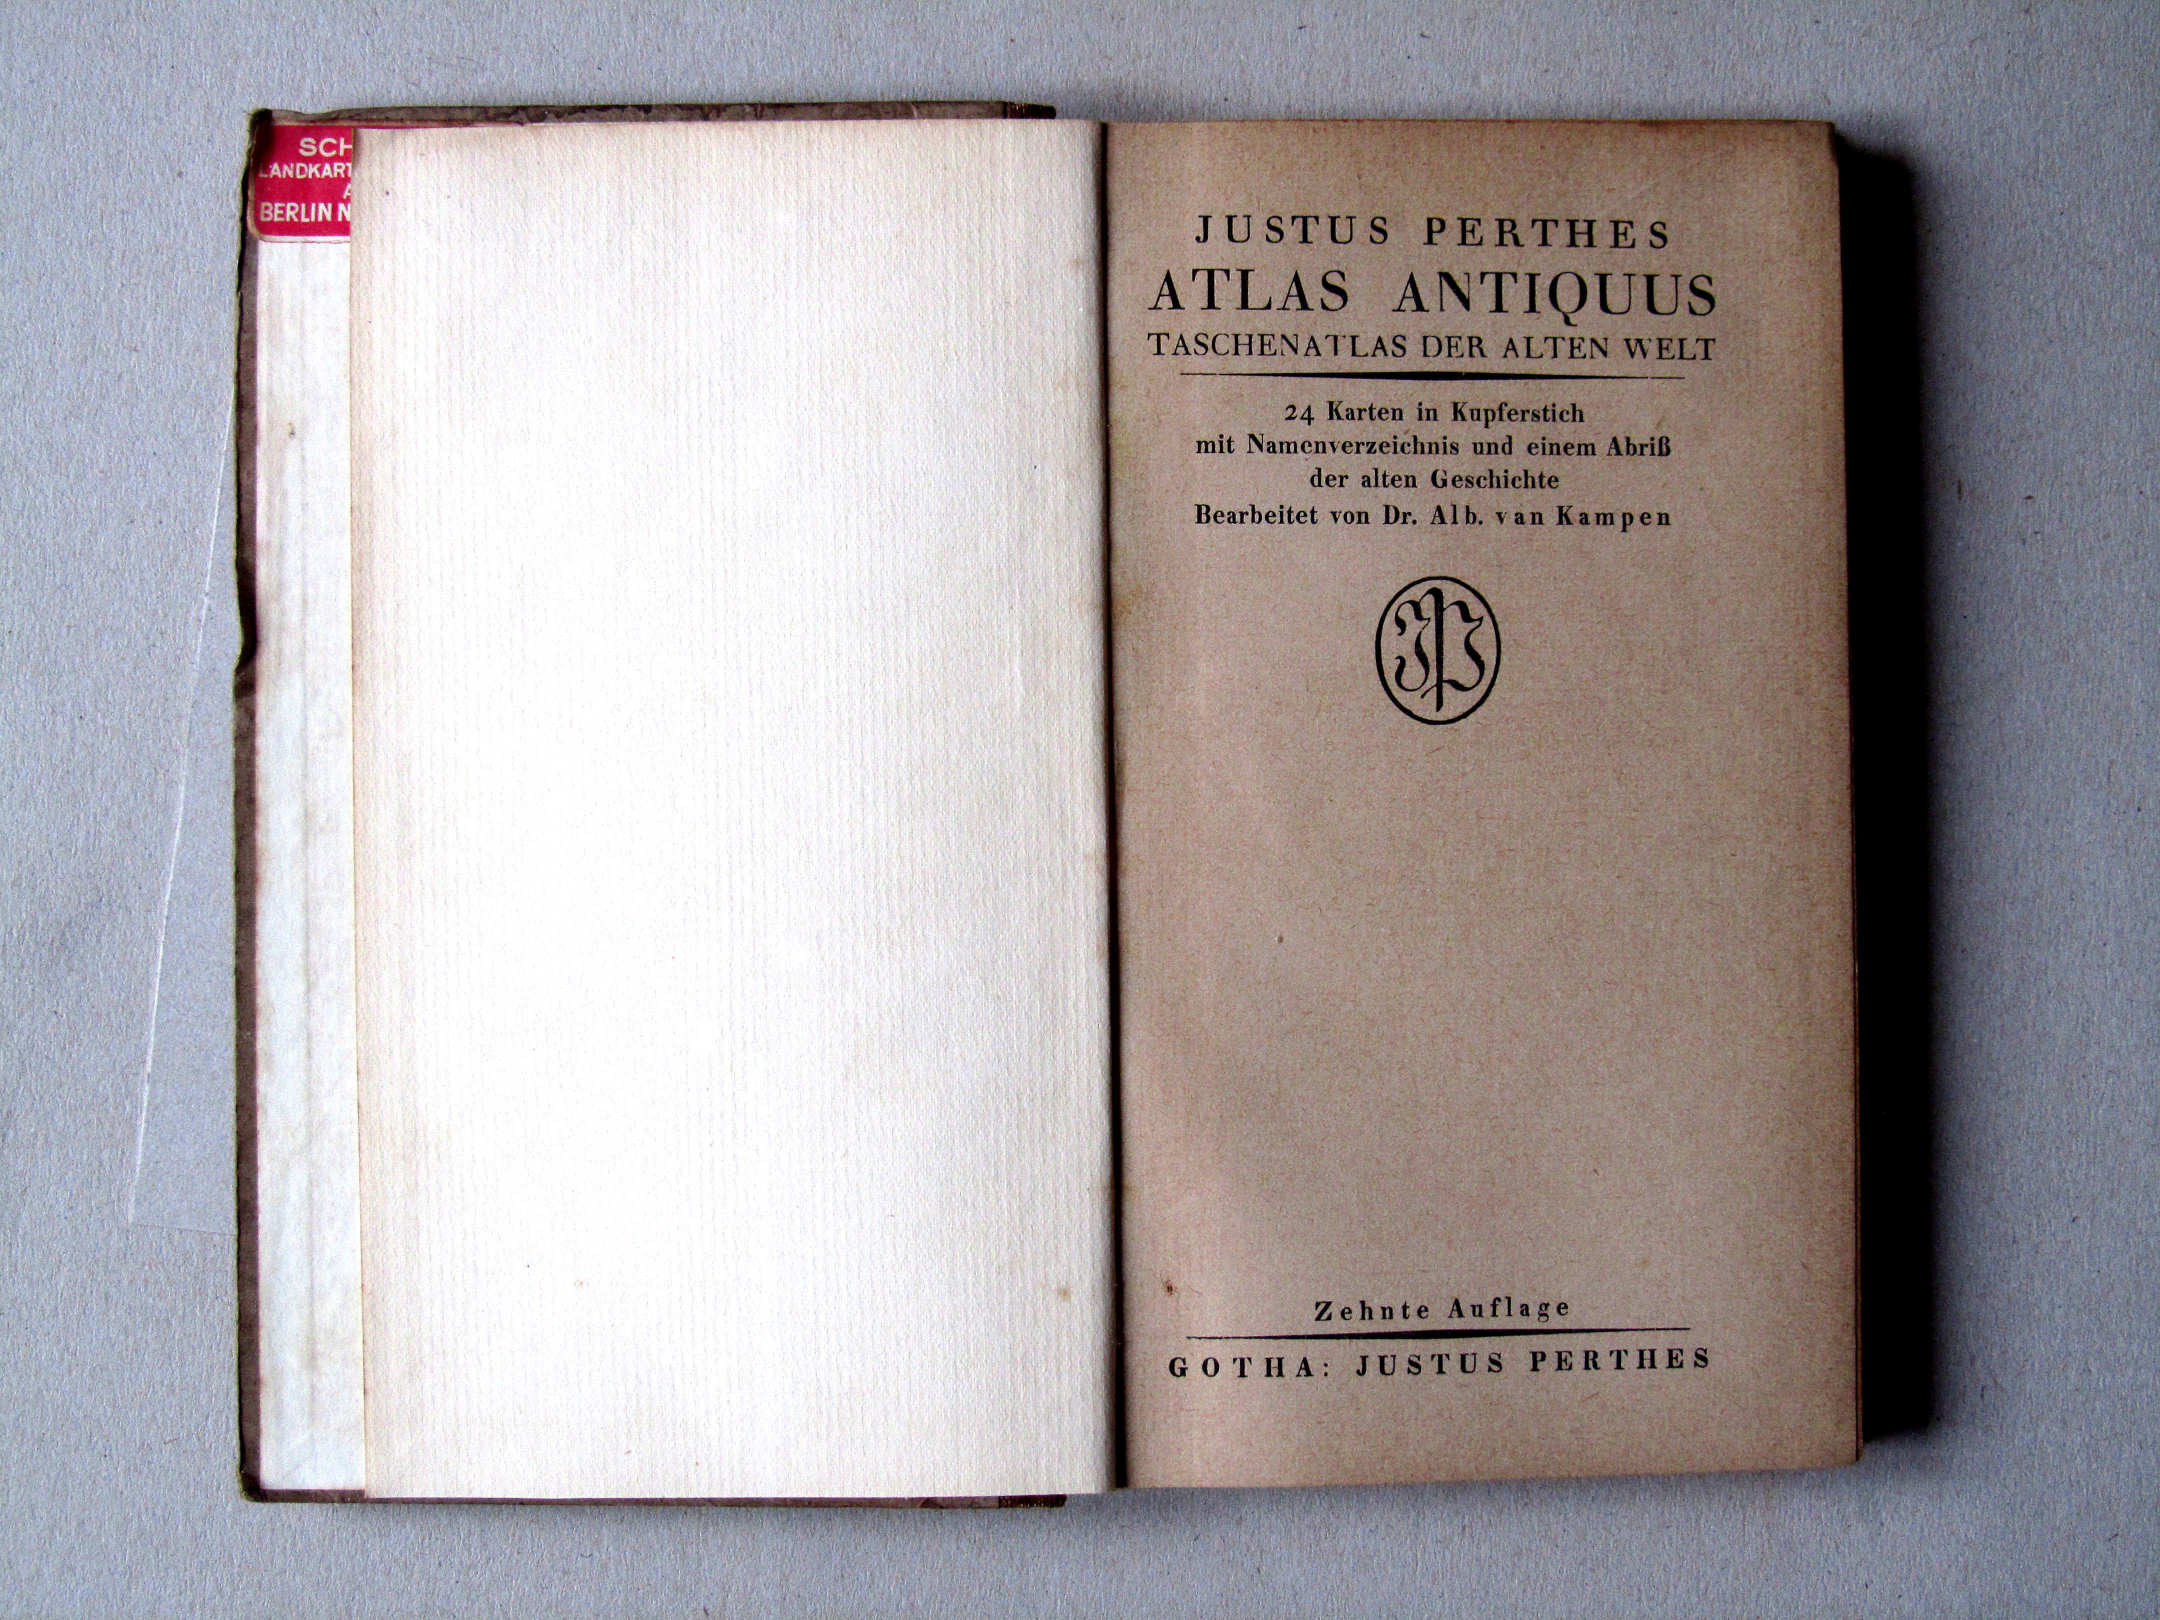 SCH
LANDKART
A
BERLIN N
JUSTUS PERTHES
ATLAS ANTIQUUS
TASCHENATLAS DER ALTEN WELT
24 Karten in Kupferstich
mit Namenverzeichnis und einem Abriß
der alten Geschichte
Bearbeitet von Dr. Alb. van Kampen
JP
Zehnte Auflage
GOTHA: JUSTUS PERTHES